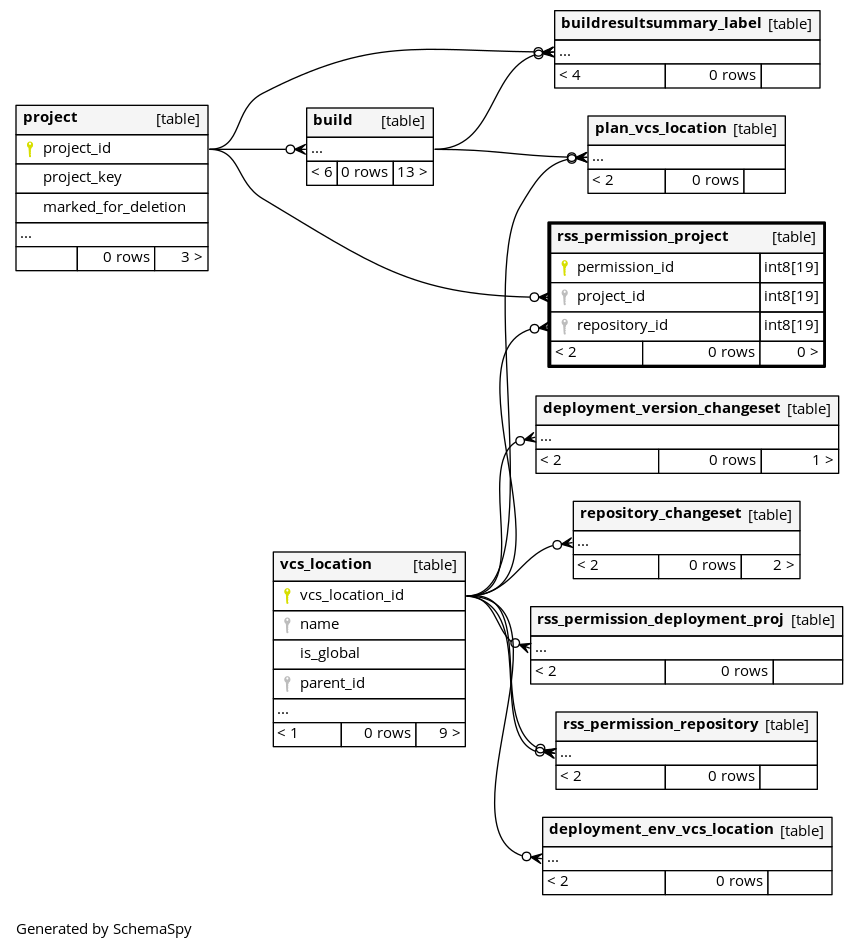 buildresultsummary_label [table]
...
< 4 0 rows
project [table]
project_id
project_key
marked_for_deletion
...
0 rows 3 >
build [table]
...
< 6 0 rows 13 >
plan_vcs_location [table]
...
< 2 0 rows
rss_permission_project [table]
permission_id int8[19]
project_id int8[19]
repository_id int8[19]
< 2 0 rows 0 >
deployment_version_changeset [table]
...
< 2 0 rows 1 >
repository_changeset [table]
...
< 2 0 rows 2 >
vcs_location [table]
vcs_location_id
name
is_global
parent_id
...
< 1 0 rows 9 >
rss_permission_deployment_proj [table]
...
< 2 0 rows
rss_permission_repository [table]
...
< 2 0 rows
deployment_env_vcs_location [table]
...
< 2 0 rows
Generated by SchemaSpy